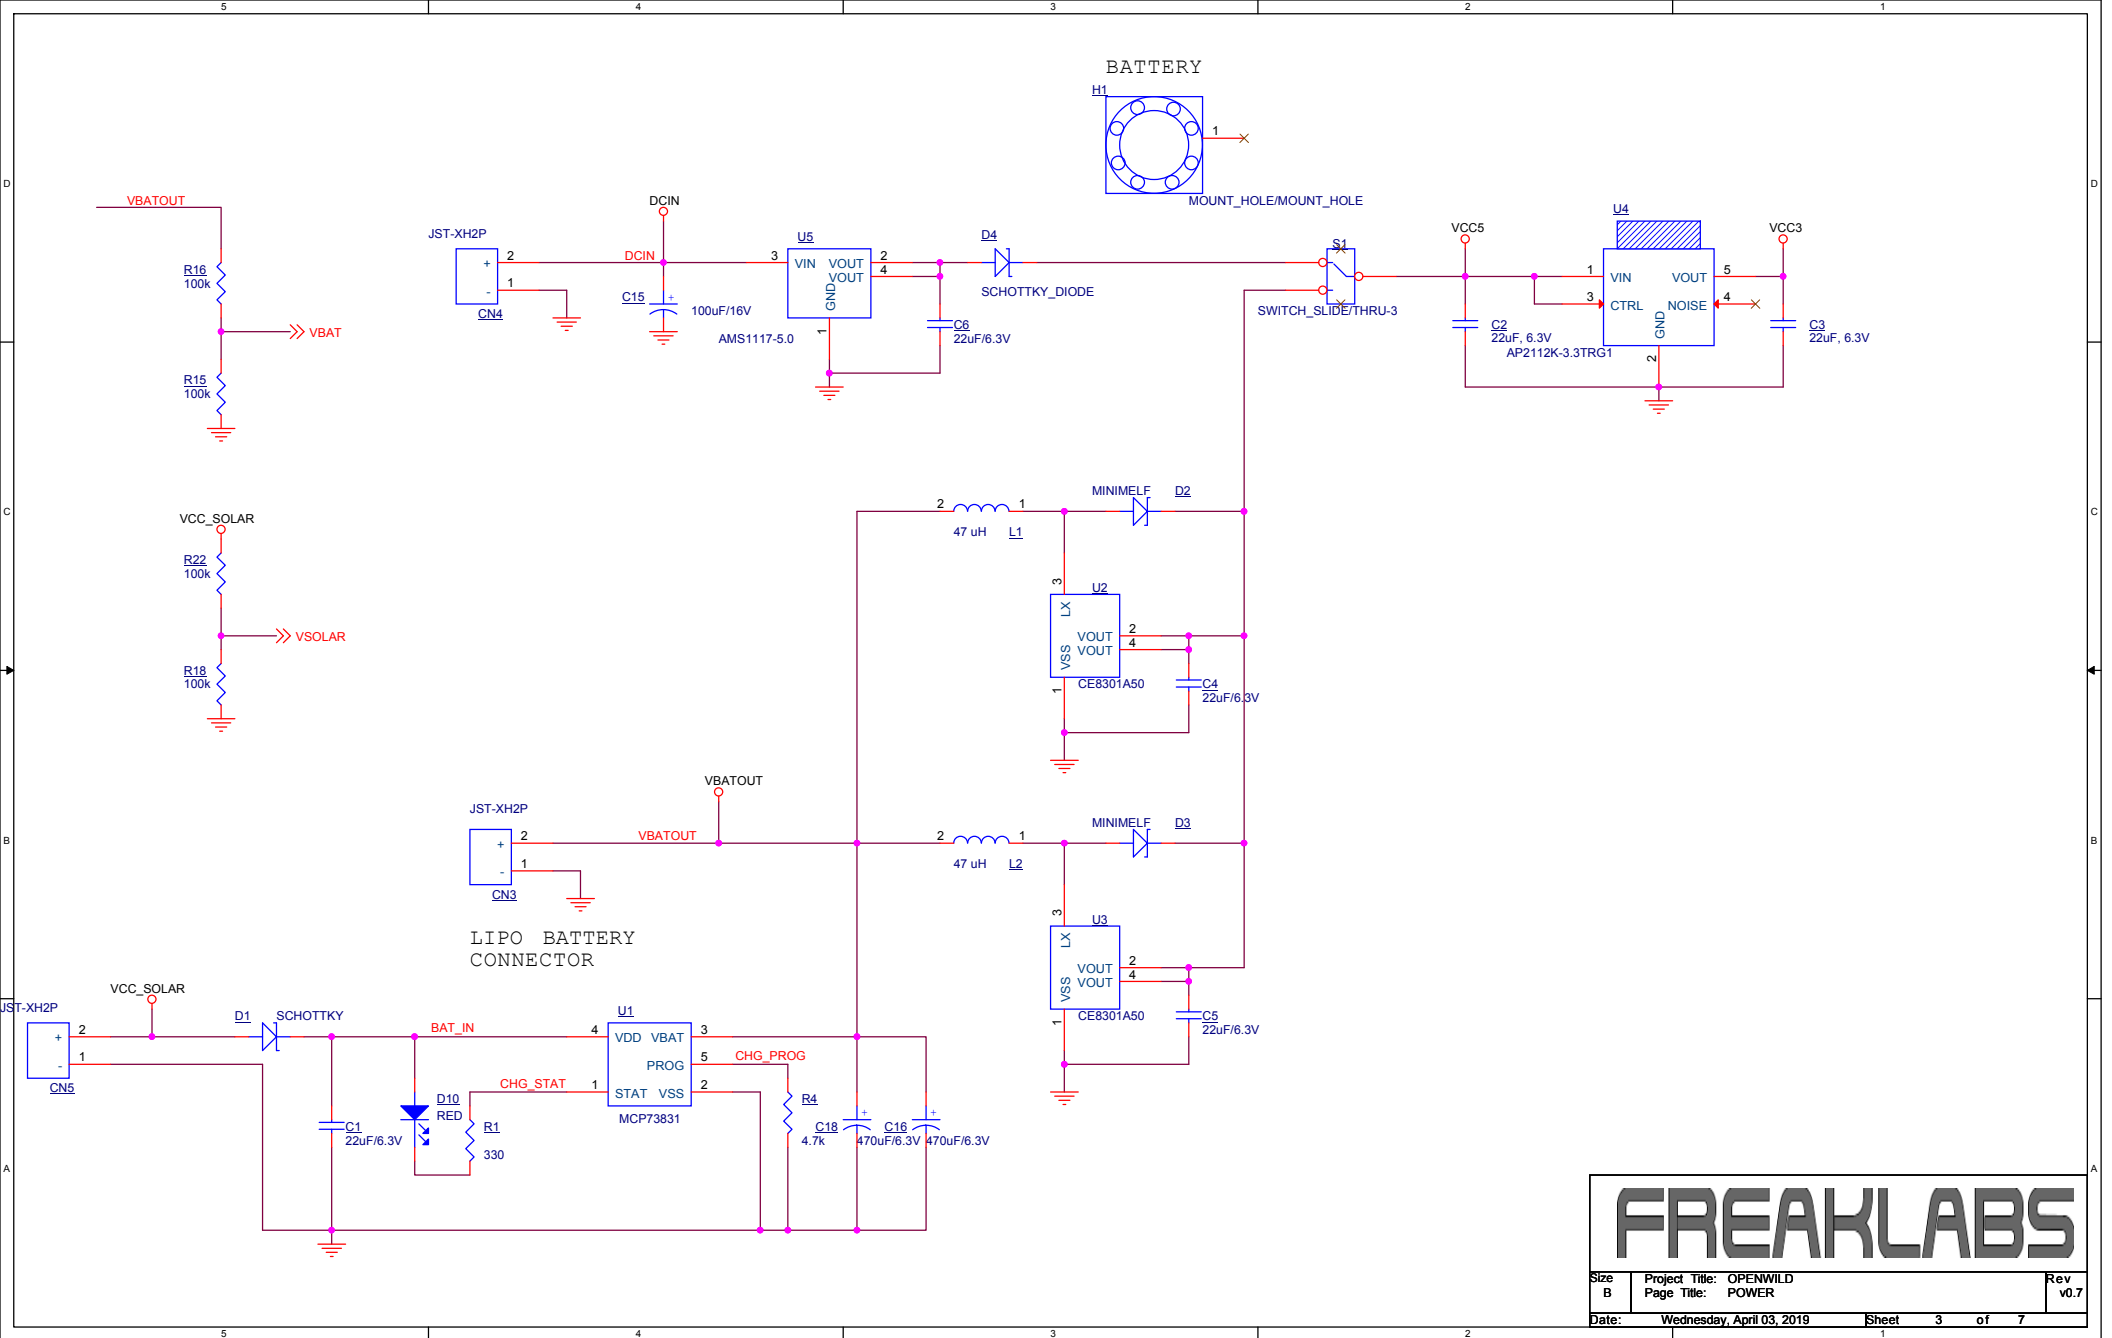 5 4 3 2 1
D
C
B
A
BATTERY
H1
1
MOUNT_HOLE/MOUNT_HOLE
VBATOUT
R16
100k
VBAT
R15
100k
JST-XH2P
+
-
2
1
CN4
DCIN
DCIN
C15
+
100uF/16V
U5
3
VIN
VOUT
VOUT
GND
2
4
1
AMS1117-5.0
C6
22uF/6.3V
D4
SCHOTTKY_DIODE
S1
SWITCH_SLIDE/THRU-3
VCC5
C2
22uF, 6.3V
U4
1
3
VIN
CTRL
VOUT
NOISE
GND
5
4
2
AP2112K-3.3TRG1
VCC3
C3
22uF, 6.3V
VCC_SOLAR
R22
100k
VSOLAR
R18
100k
2
1
47 uH
L1
MINIMELF
D2
3
U2
LX
VOUT
VOUT
VSS
2
4
1
CE8301A50
C4
22uF/6.3V
VBATOUT
JST-XH2P
+
-
2
1
CN3
VBATOUT
LIPO BATTERY
CONNECTOR
2
1
47 uH
L2
MINIMELF
D3
3
U3
LX
VOUT
VOUT
VSS
2
4
1
CE8301A50
C5
22uF/6.3V
VCC_SOLAR
JST-XH2P
+
-
2
1
CN5
D1
SCHOTTKY
BAT_IN
C1
22uF/6.3V
D10
RED
CHG_STAT
R1
330
U1
4
1
VDD
VBAT
PROG
STAT
VSS
3
5
2
MCP73831
CHG_PROG
R4
4.7k
C18
+
470uF/6.3V
C16
+
470uF/6.3V
FREAKLABS
Size
B
Project Title: OPENWILD
Page Title: POWER
Rev
v0.7
Date: Wednesday, April 03, 2019
Sheet 3 of 7
D
C
B
A
5 4 3 2 1